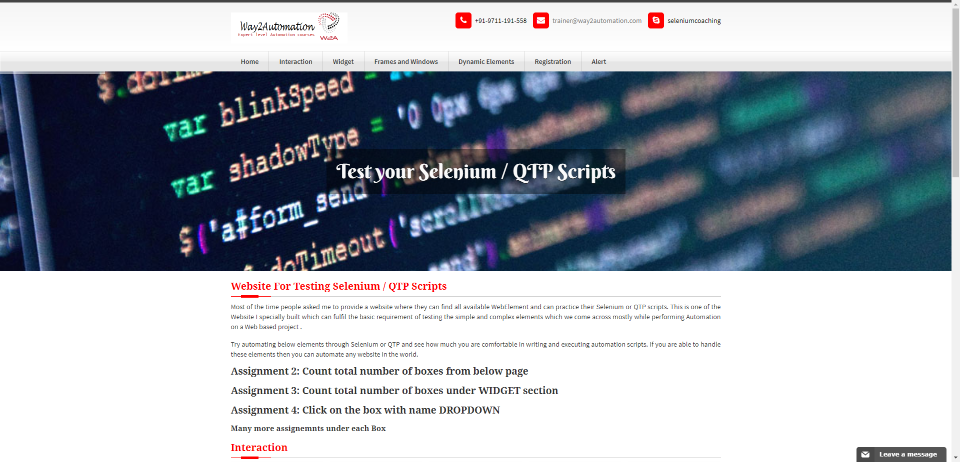 Way2Automation
Expert level Automation courses
W2A
+91-9711-191-558
trainer@way2automation.com
seleniumcoaching
Home
Interaction
Widget
Frames and Windows
Dynamic Elements
Registration
Alert
var blinkSpeed =
var shadowType = '0 0px 6px 0px
$('a#form_send')
doTimeout('scroll
Test your Selenium / QTP Scripts
Website For Testing Selenium / QTP Scripts
Most of the time people asked me to provide a website where they can find all available WebElement and can practice their Selenium or QTP scripts. This is one of the
Website I specially built which can fulfil the basic requirement of testing the simple and complex elements which we come across mostly while performing Automation
on a Web based project .
Try automating below elements through Selenium or QTP and see how much you are comfortable in writing and executing automation scripts. If you are able to handle
these elements then you can automate any website in the world.
Assignment 2: Count total number of boxes from below page
Assignment 3: Count total number of boxes under WIDGET section
Assignment 4: Click on the box with name DROPDOWN
Many more assignemnts under each Box
Interaction
Leave a message